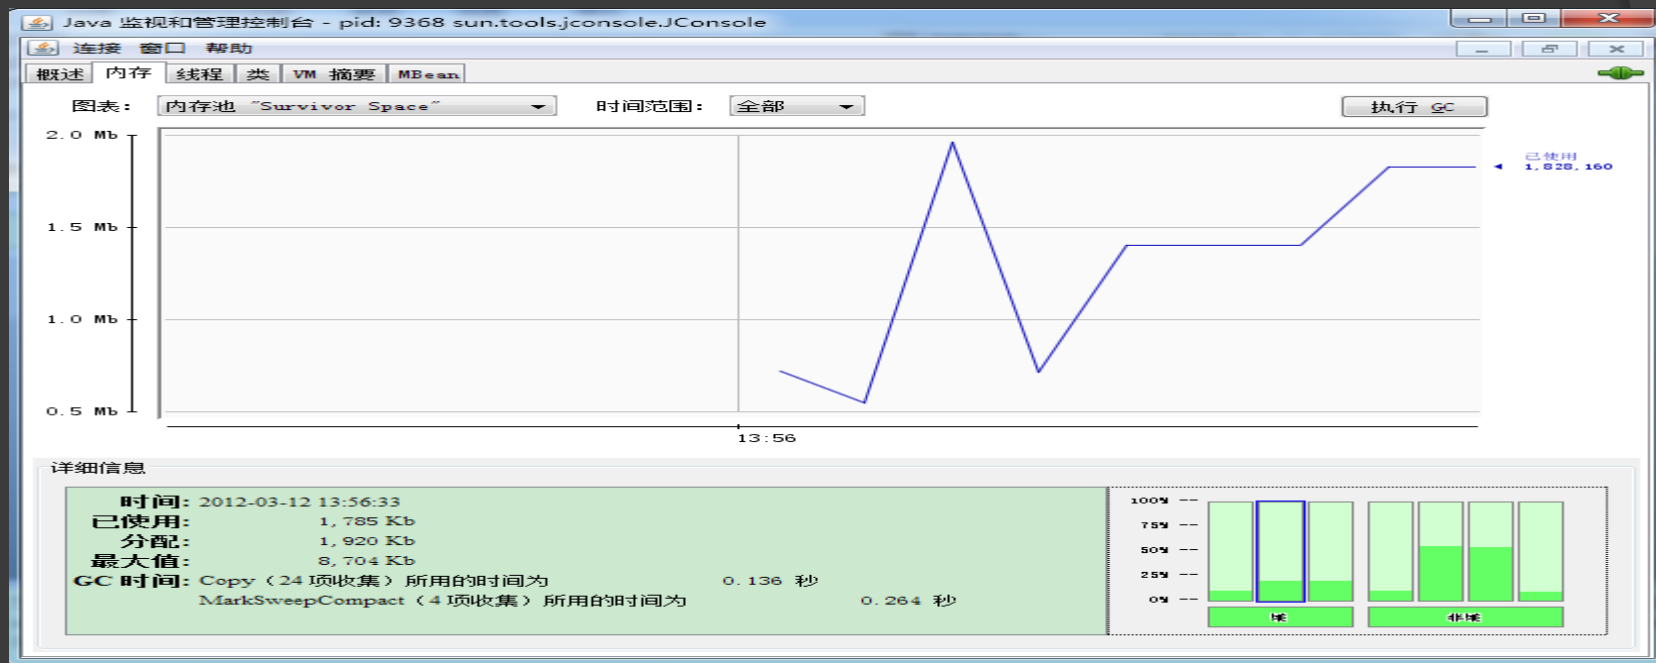 Java 监视和管理控制台 - pid: 9368 sun.tools.jconsole.JConsole
连接 窗口 帮助
概述 内存 线程 类 VM 摘要 MBean
图表: 内存池 "Survivor Space" 时间范围: 全部 执行 GC
2.0 Mb
已使用
1,828,160
1.5 Mb
1.0 Mb
0.5 Mb
13:56
详细信息
时间: 2012-03-12 13:56:33
已使用: 1,785 Kb
分配: 1,920 Kb
最大值: 8,704 Kb
GC 时间: Copy (24 项收集) 所用的时间为 0.136 秒
MarkSweepCompact (4 项收集) 所用的时间为 0.264 秒
100% --
75% --
50% --
25% --
0% --
堆 非堆